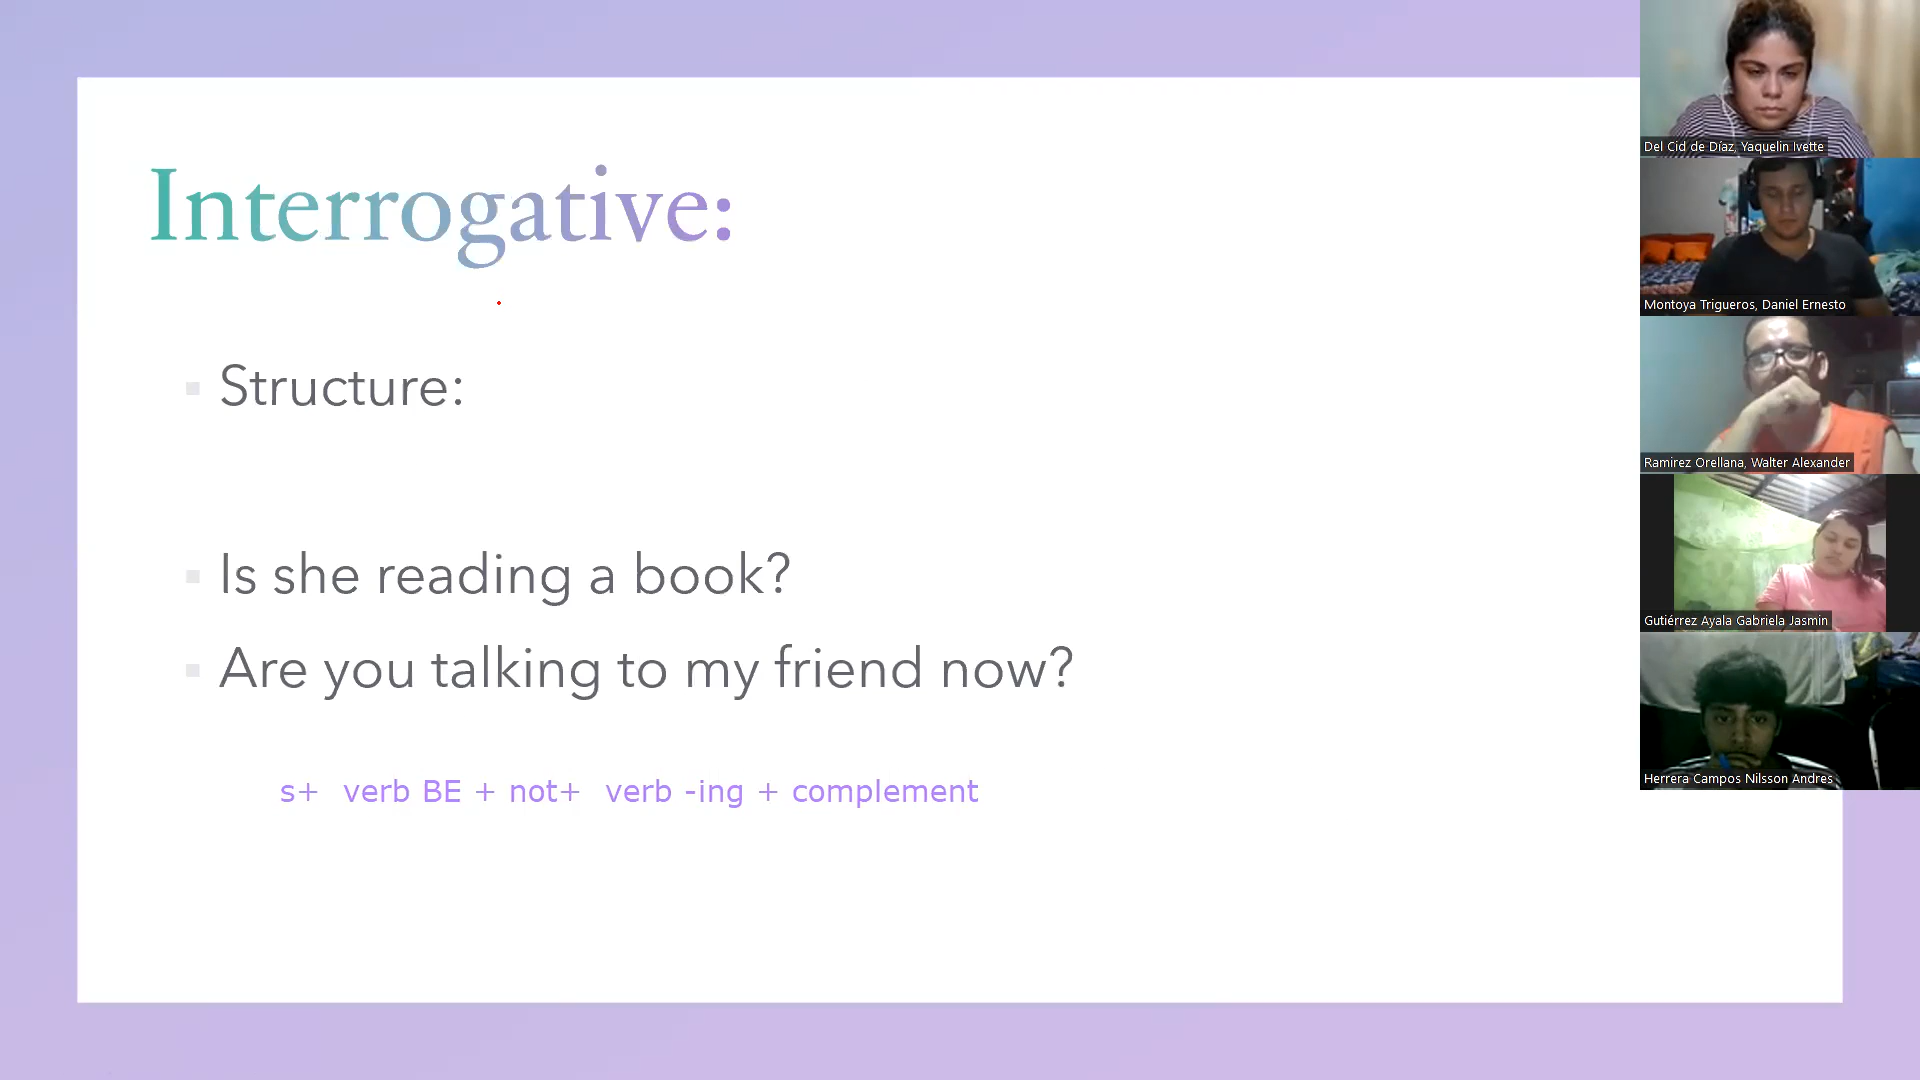 Interrogative:
Structure:
Is she reading a book?
Are you talking to my friend now?
s+  verb BE + not+  verb -ing + complement
Del Cid de Díaz, Yaquelin Ivette
Montoya Trigueros, Daniel Ernesto
Ramirez Orellana, Walter Alexander
Gutiérrez Ayala Gabriela Jasmin
Herrera Campos Nilsson Andres